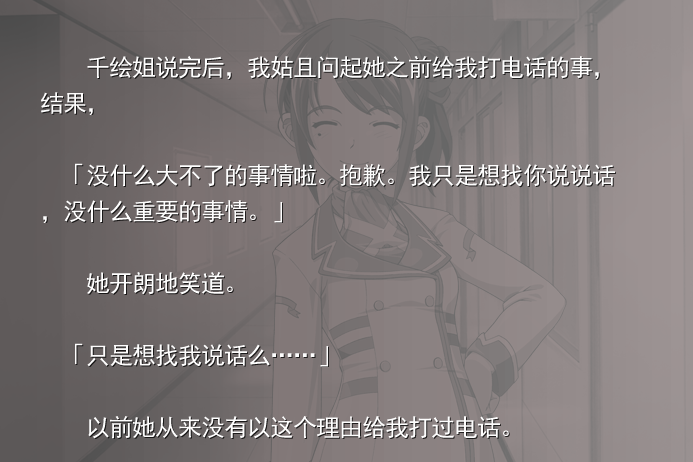 千绘姐说完后，我姑且问起她之前给我打电话的事，
结果，
「没什么大不了的事情啦。抱歉。我只是想找你说说话
，没什么重要的事情。」
她开朗地笑道。
「只是想找我说话么……」
以前她从来没有以这个理由给我打过电话。